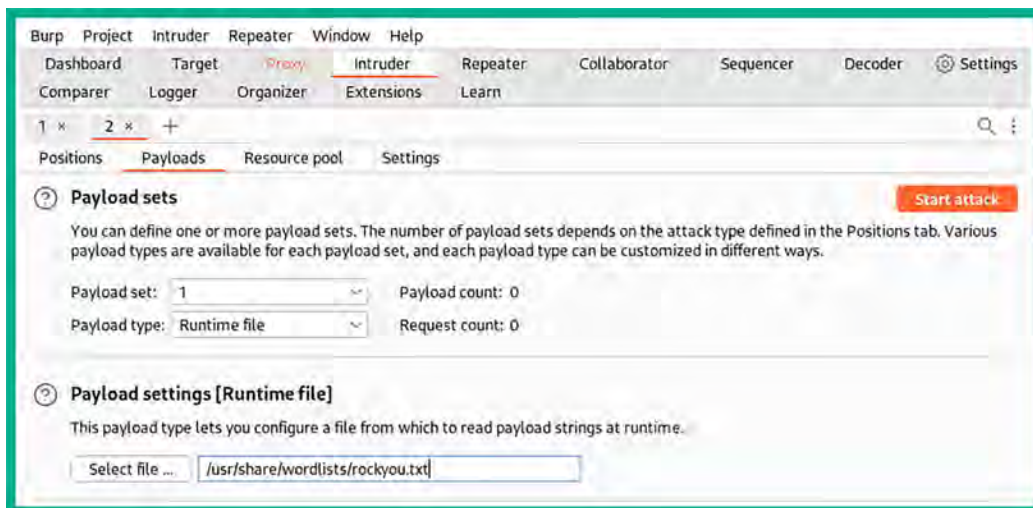 Burp Project Intruder Repeater Window Help
Dashboard Target Proxy Intruder Repeater Collaborator Sequencer Decoder Settings
Comparer Logger Organizer Extensions Learn
1 × 2 × +
Positions Payloads Resource pool Settings
? Payload sets Start attack
You can define one or more payload sets. The number of payload sets depends on the attack type defined in the Positions tab. Various
payload types are available for each payload set, and each payload type can be customized in different ways.
Payload set: 1 Payload count: 0
Payload type: Runtime file Request count: 0
? Payload settings [Runtime file]
This payload type lets you configure a file from which to read payload strings at runtime.
Select file ... /usr/share/wordlists/rockyou.txt